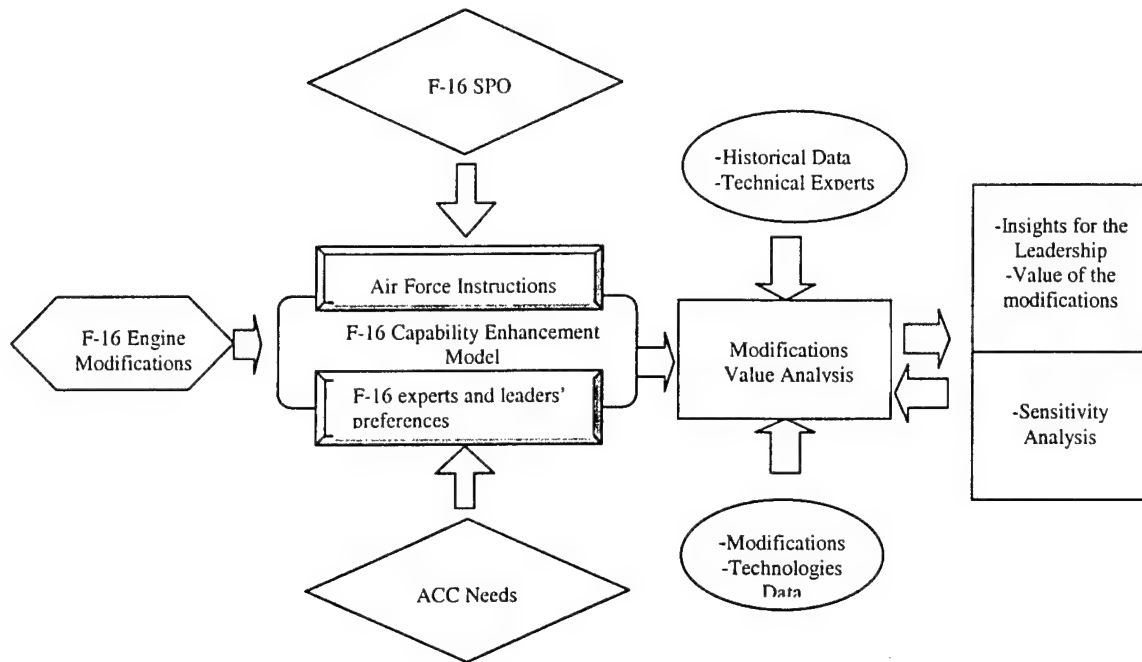 F-16 SPO
-Historical Data
-Technical Experts
-Insights for the
Leadership
-Value of the
modifications
Air Force Instructions
F-16 Engine
Modifications
F-16 Capability Enhancement
Model
Modifications
Value Analysis
F-16 experts and leaders'
preferences
-Sensitivity
Analysis
ACC Needs
-Modifications
-Technologies
Data